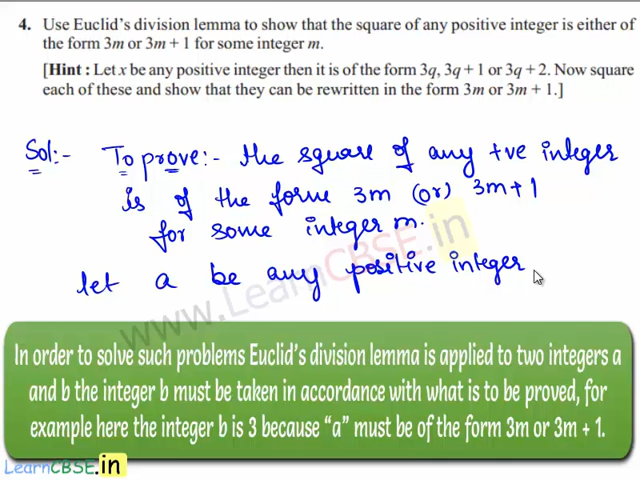 4. Use Euclid's division lemma to show that the square of any positive integer is either of
the form 3m or 3m + 1 for some integer m.
[Hint : Let x be any positive integer then it is of the form 3q, 3q + 1 or 3q + 2. Now square
each of these and show that they can be rewritten in the form 3m or 3m + 1.]
Sol:- To prove:- the square of any +ve integer
is of the form 3m (or) 3m+1
for some integer m.
let a be any positive integer
www.LearnCBSE.in
In order to solve such problems Euclid's division lemma is applied to two integers a
and b the integer b must be taken in accordance with what is to be proved, for
example here the integer b is 3 because "a" must be of the form 3m or 3m + 1.
LearnCBSE.in